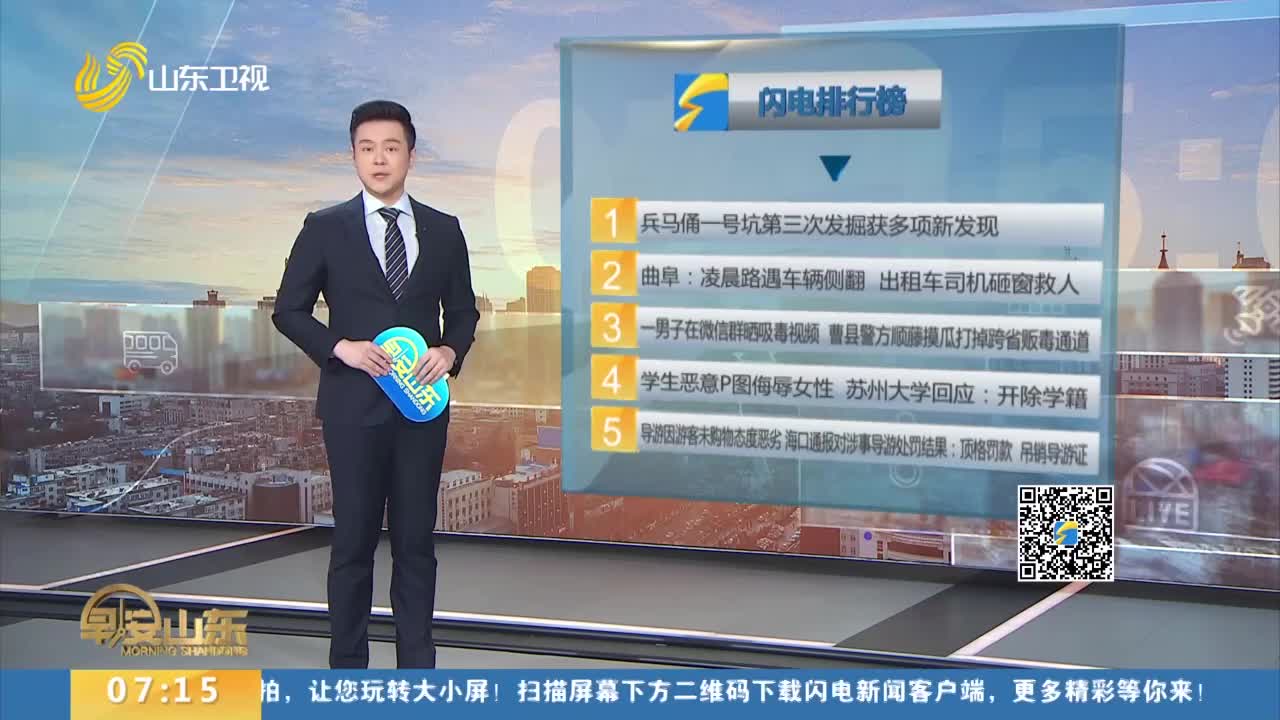 山东卫视
闪电排行榜
1 兵马俑一号坑第三次发掘获多项新发现
2 曲阜：凌晨路遇车辆侧翻 出租车司机砸窗救人
3 一男子在微信群晒吸毒视频 曹县警方顺藤摸瓜打掉跨省贩毒通道
4 学生恶意P图侮辱女性 苏州大学回应：开除学籍
5 导游因游客未购物态度恶劣 海口通报对涉事导游处罚结果：顶格罚款 吊销导游证
早安山东
MORNING SHANDONG
LIVE
早安山东
MORNING SHANDONG
07:15
拍，让您玩转大小屏！扫描屏幕下方二维码下载闪电新闻客户端，更多精彩等你来！